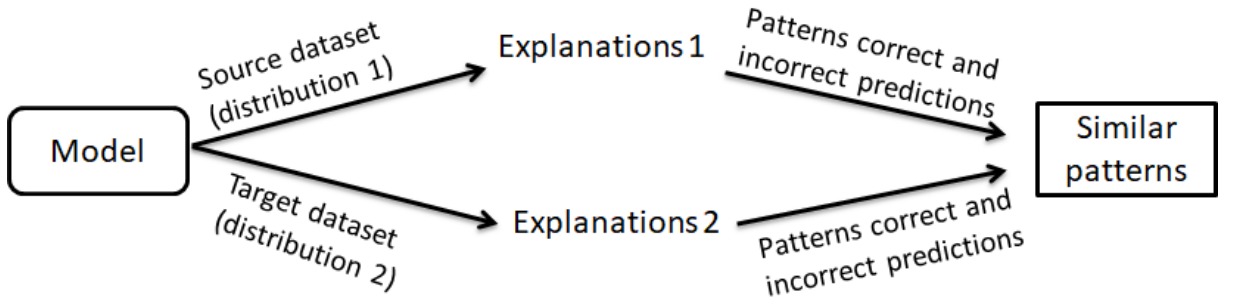 Model
Source dataset
(distribution 1)
Target dataset
(distribution 2)
Explanations 1
Explanations 2
Patterns correct and
incorrect predictions
Patterns correct and
incorrect predictions
Similar
patterns